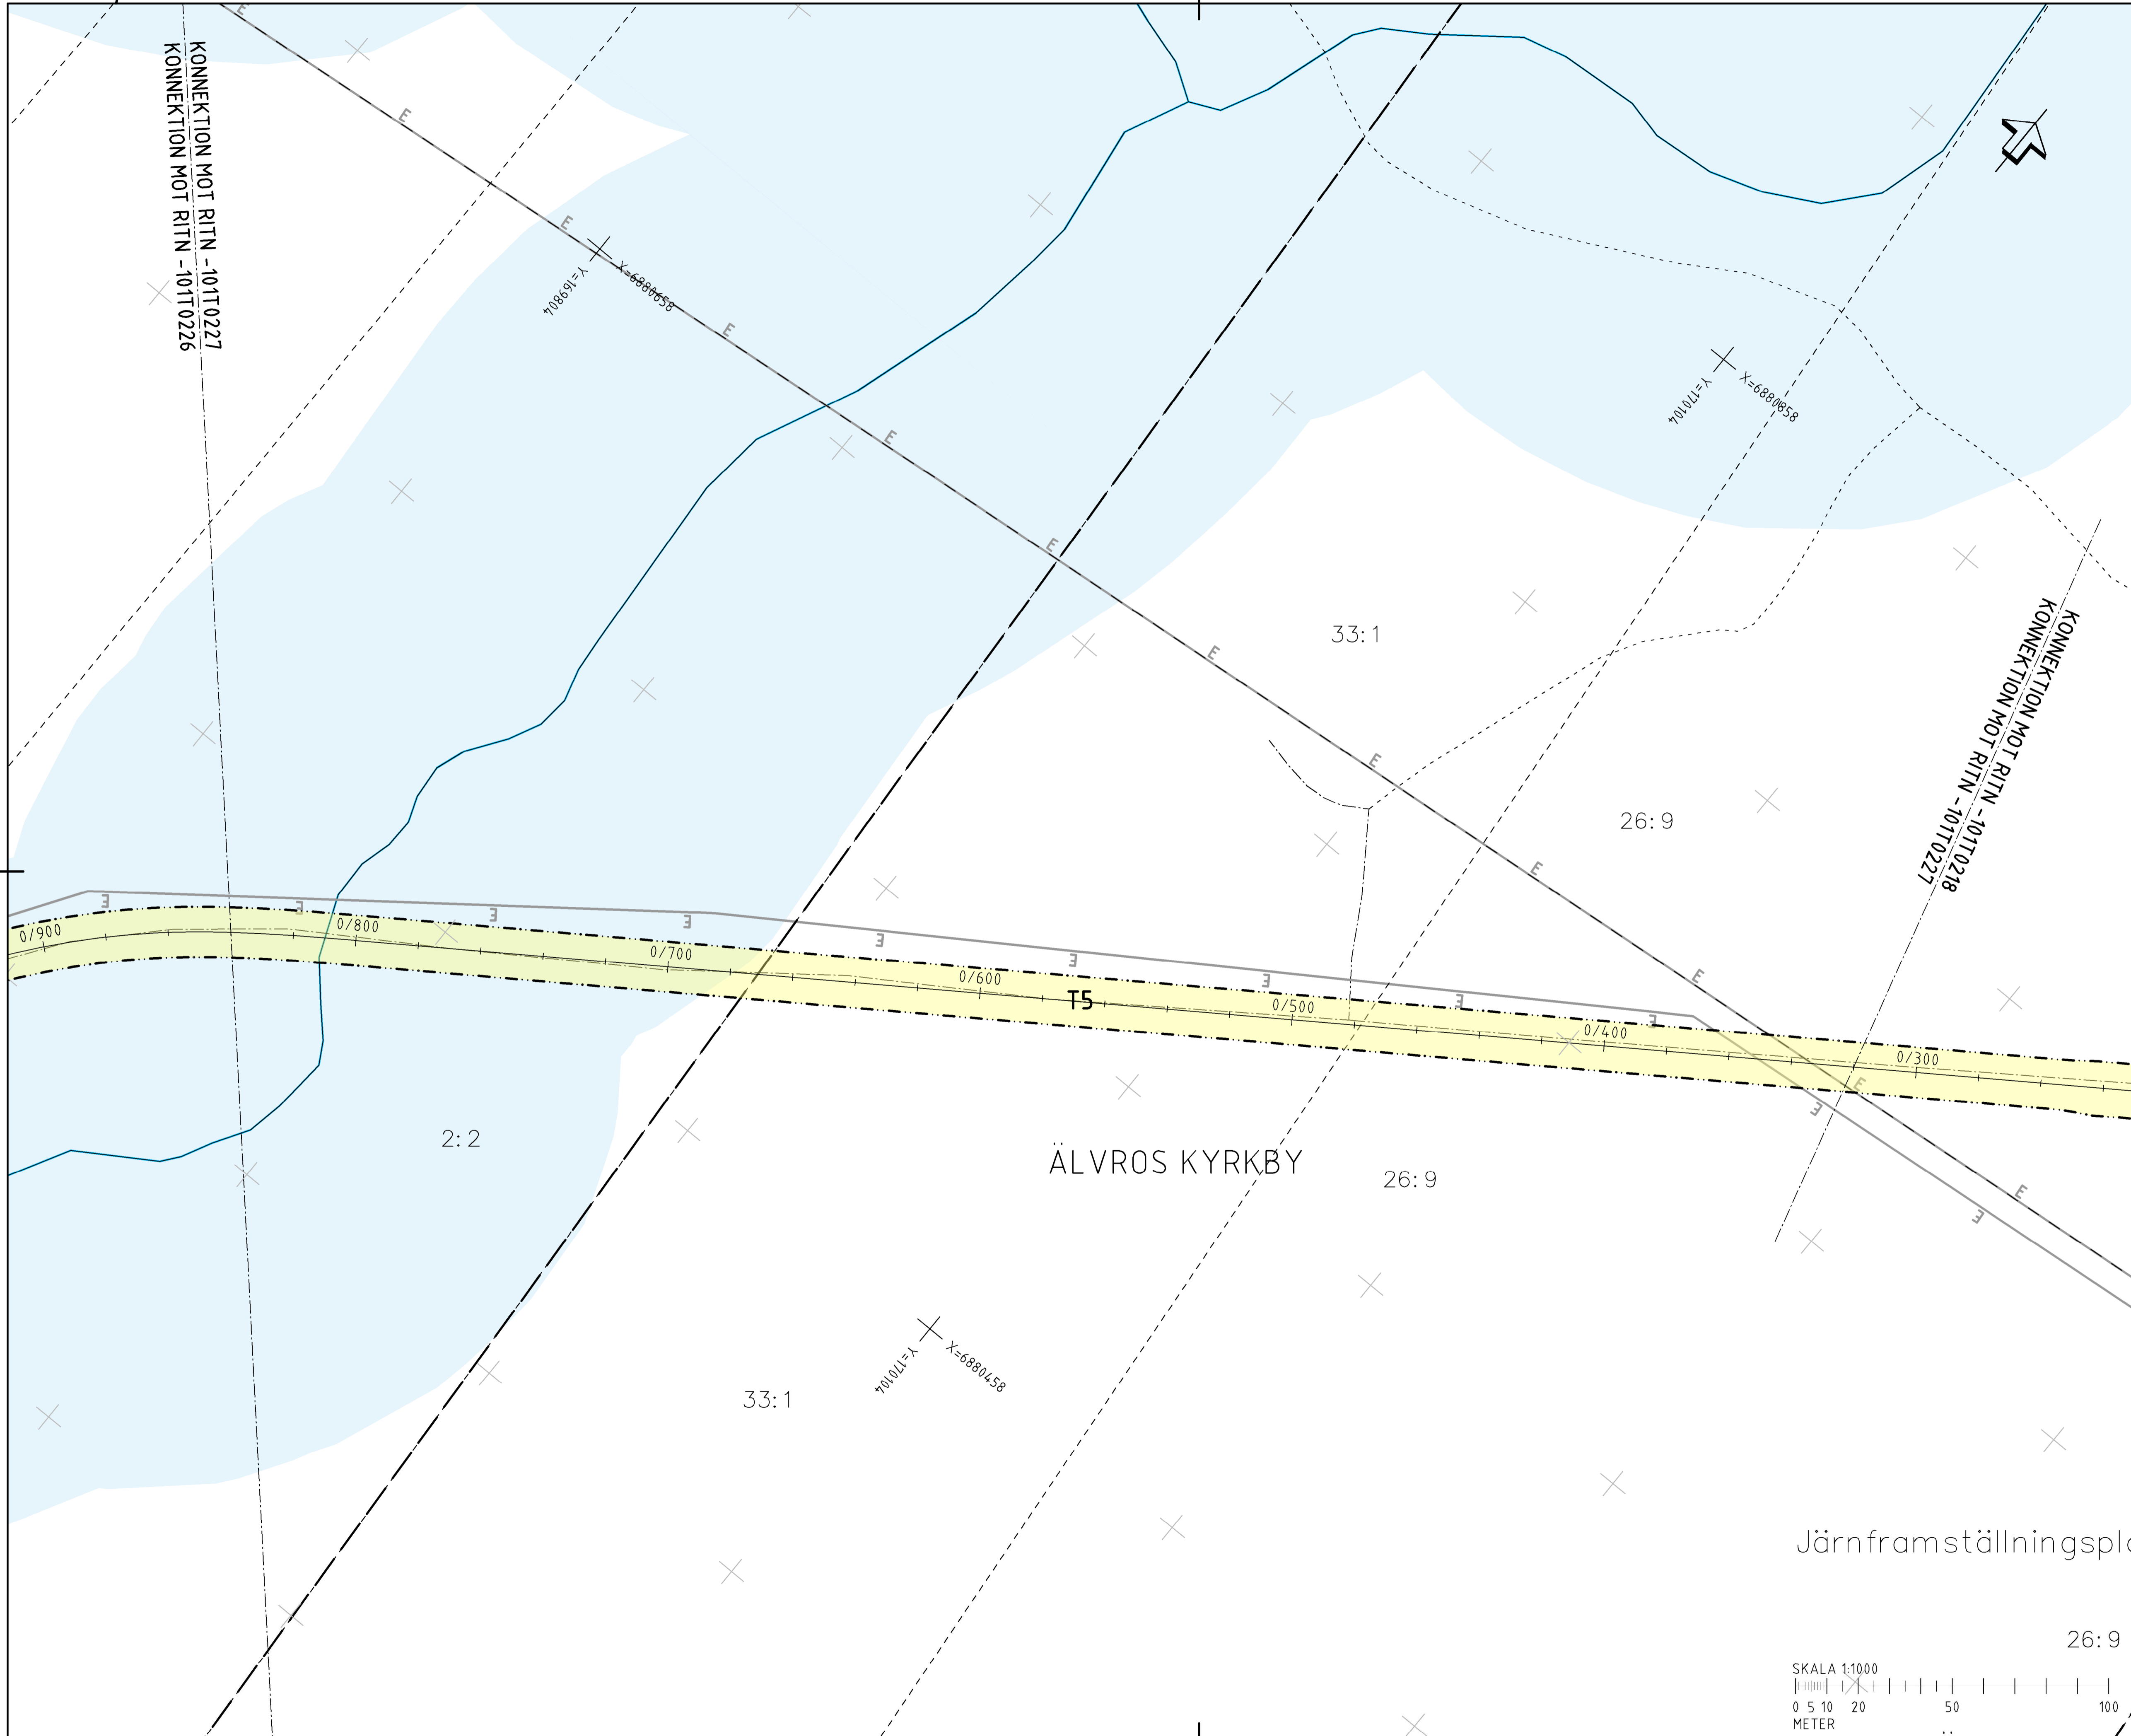 KONNEKTION MOT RITN -101T0227
KONNEKTION MOT RITN -101T0226
E
E
E
X=6880658
Y=169804
E
E
X=6880858
Y=170104
E
33:1
E
KONNEKTION MOT RITN -101T0218
KONNEKTION MOT RITN -101T0227
E
26:9
E
E
E
E
E
E
E
E
E
E
E
0/900
0/800
0/700
0/600
T5
0/500
0/400
0/300
E
E
2:2
ÄLVROS KYRKBY
26:9
E
E
X=6880458
Y=170104
33:1
Järnframställningspl
26:9
SKALA 1:1000
0 5 10 20 50 100
METER